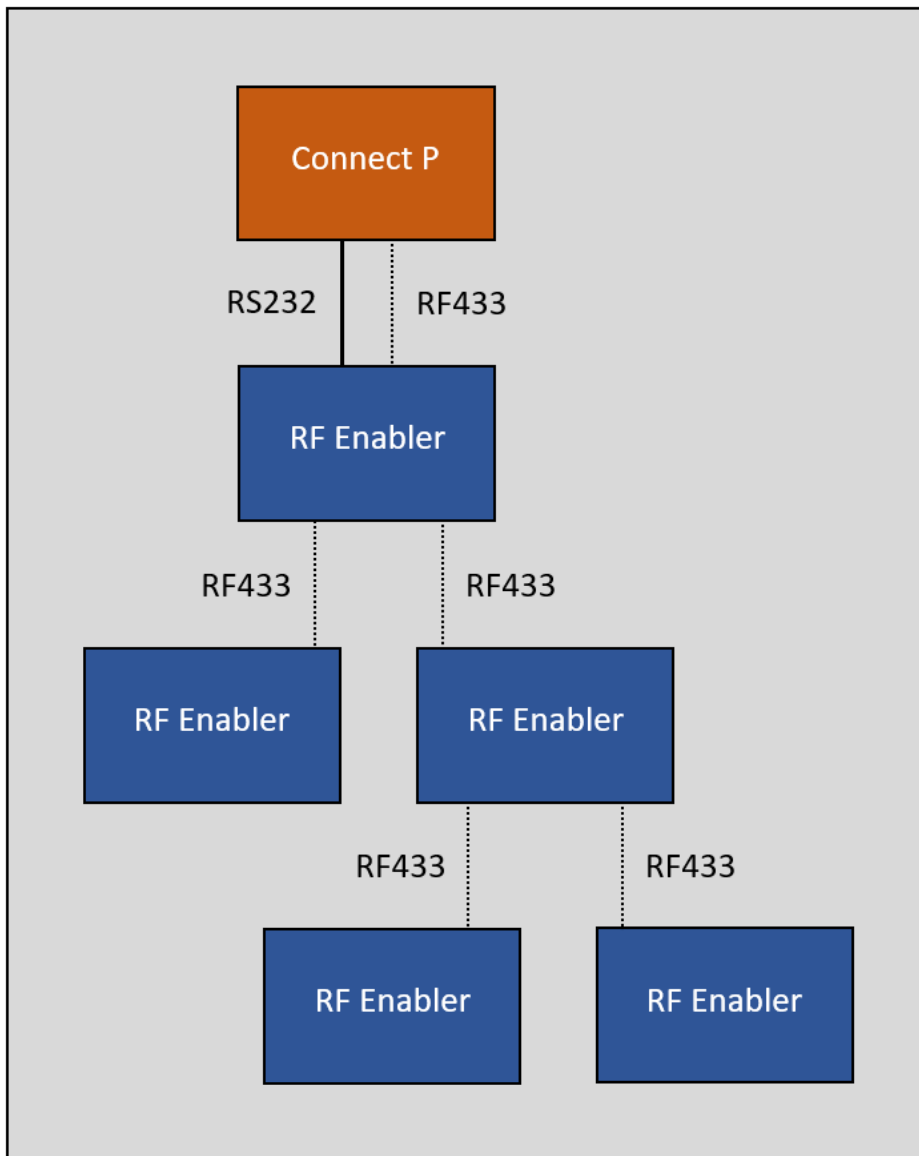 Connect P
RS232
RF433
RF Enabler
RF433
RF433
RF Enabler
RF Enabler
RF433
RF433
RF Enabler
RF Enabler